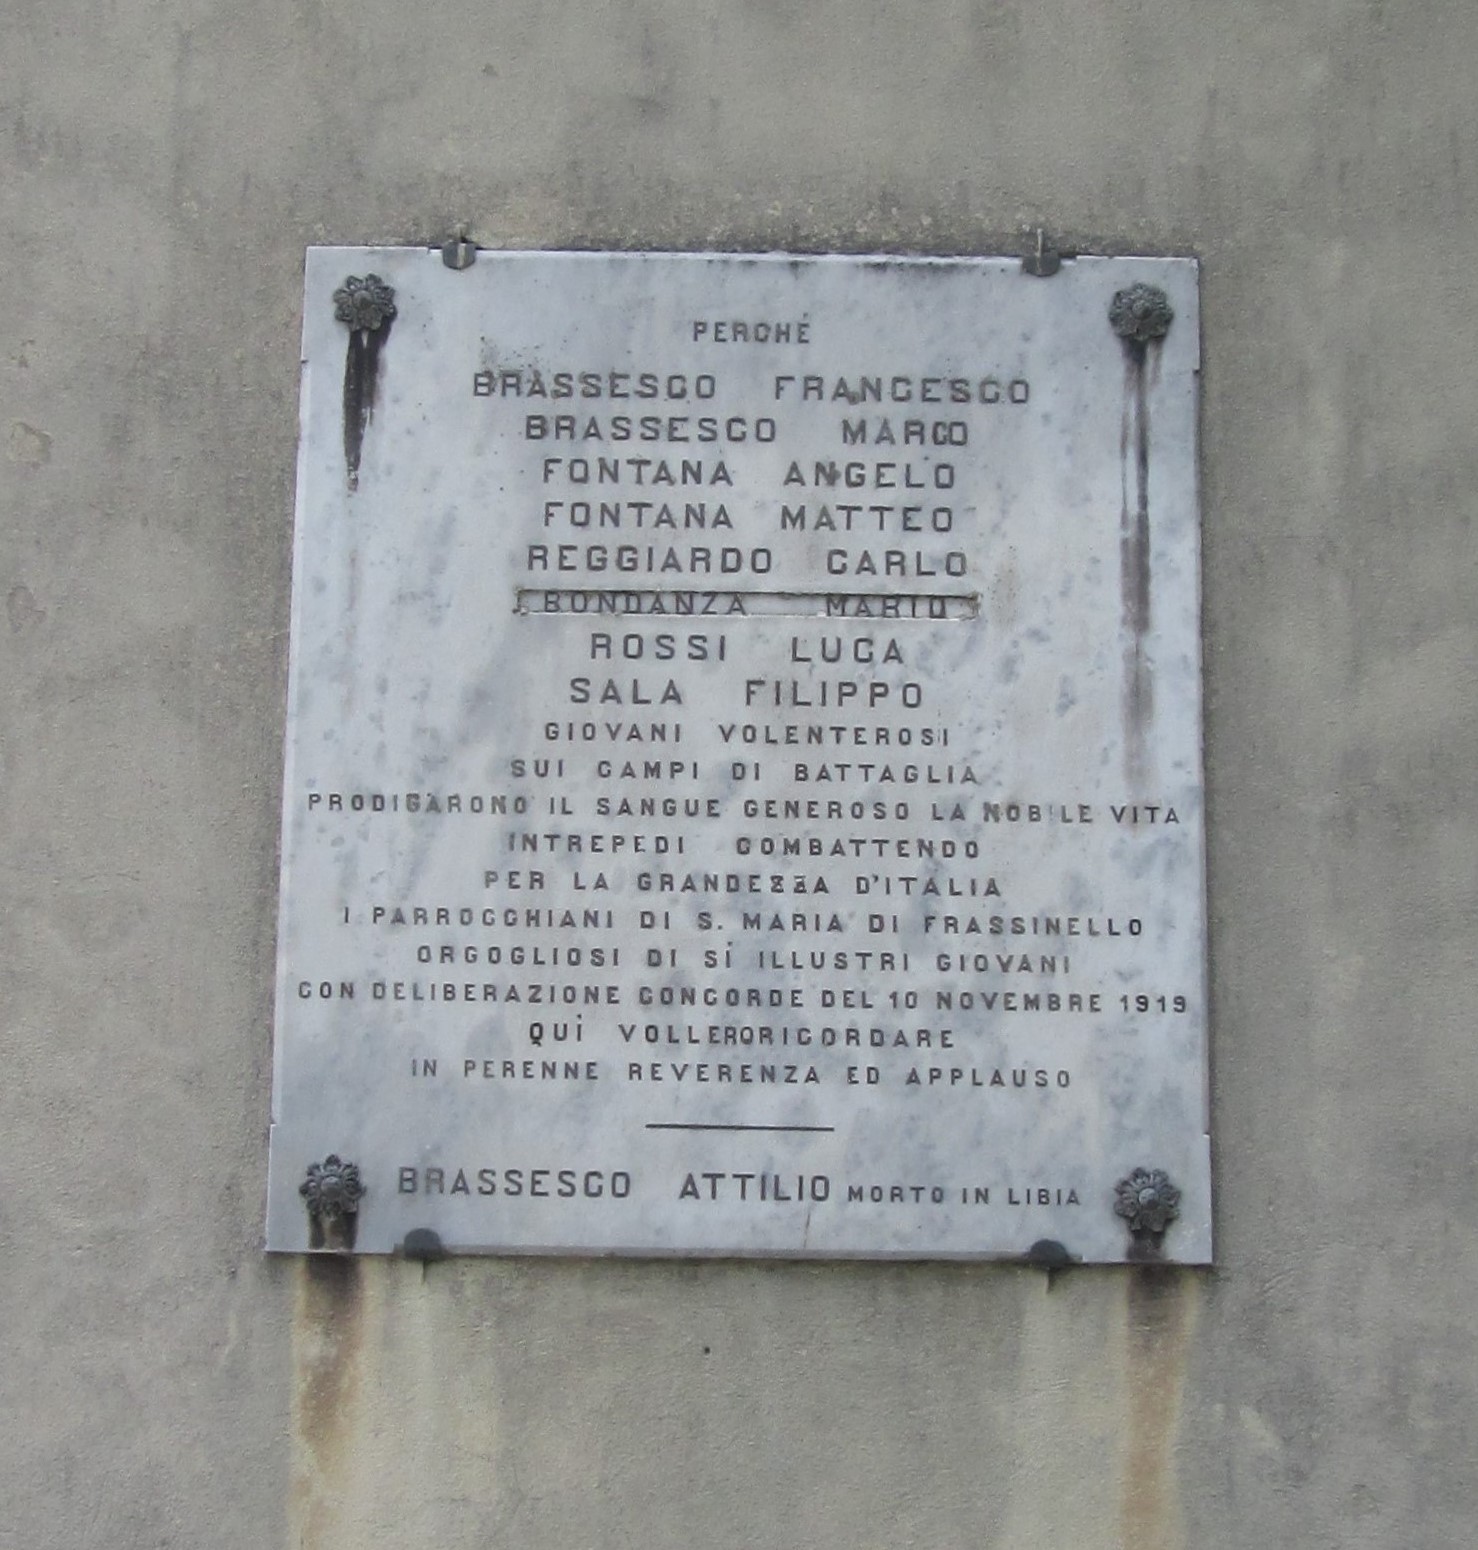 PERCHÉ
BRASSESCO FRANCESCO
BRASSESCO MARCO
FONTANA ANGELO
FONTANA MATTEO
REGGIARDO CARLO
BONDANZA MARIO
ROSSI LUCA
SALA FILIPPO
GIOVANI VOLENTEROSI
SUI CAMPI DI BATTAGLIA
PRODIGARONO IL SANGUE GENEROSO LA NOBILE VITA
INTREPEDI COMBATTENDO
PER LA GRANDEZZA D'ITALIA
I PARROCCHIANI DI S. MARIA DI FRASSINELLO
ORGOGLIOSI DI SÌ ILLUSTRI GIOVANI
CON DELIBERAZIONE CONCORDE DEL 10 NOVEMBRE 1919
QUÌ VOLLERO RICORDARE
IN PERENNE REVERENZA ED APPLAUSO
BRASSESCO ATTILIO MORTO IN LIBIA